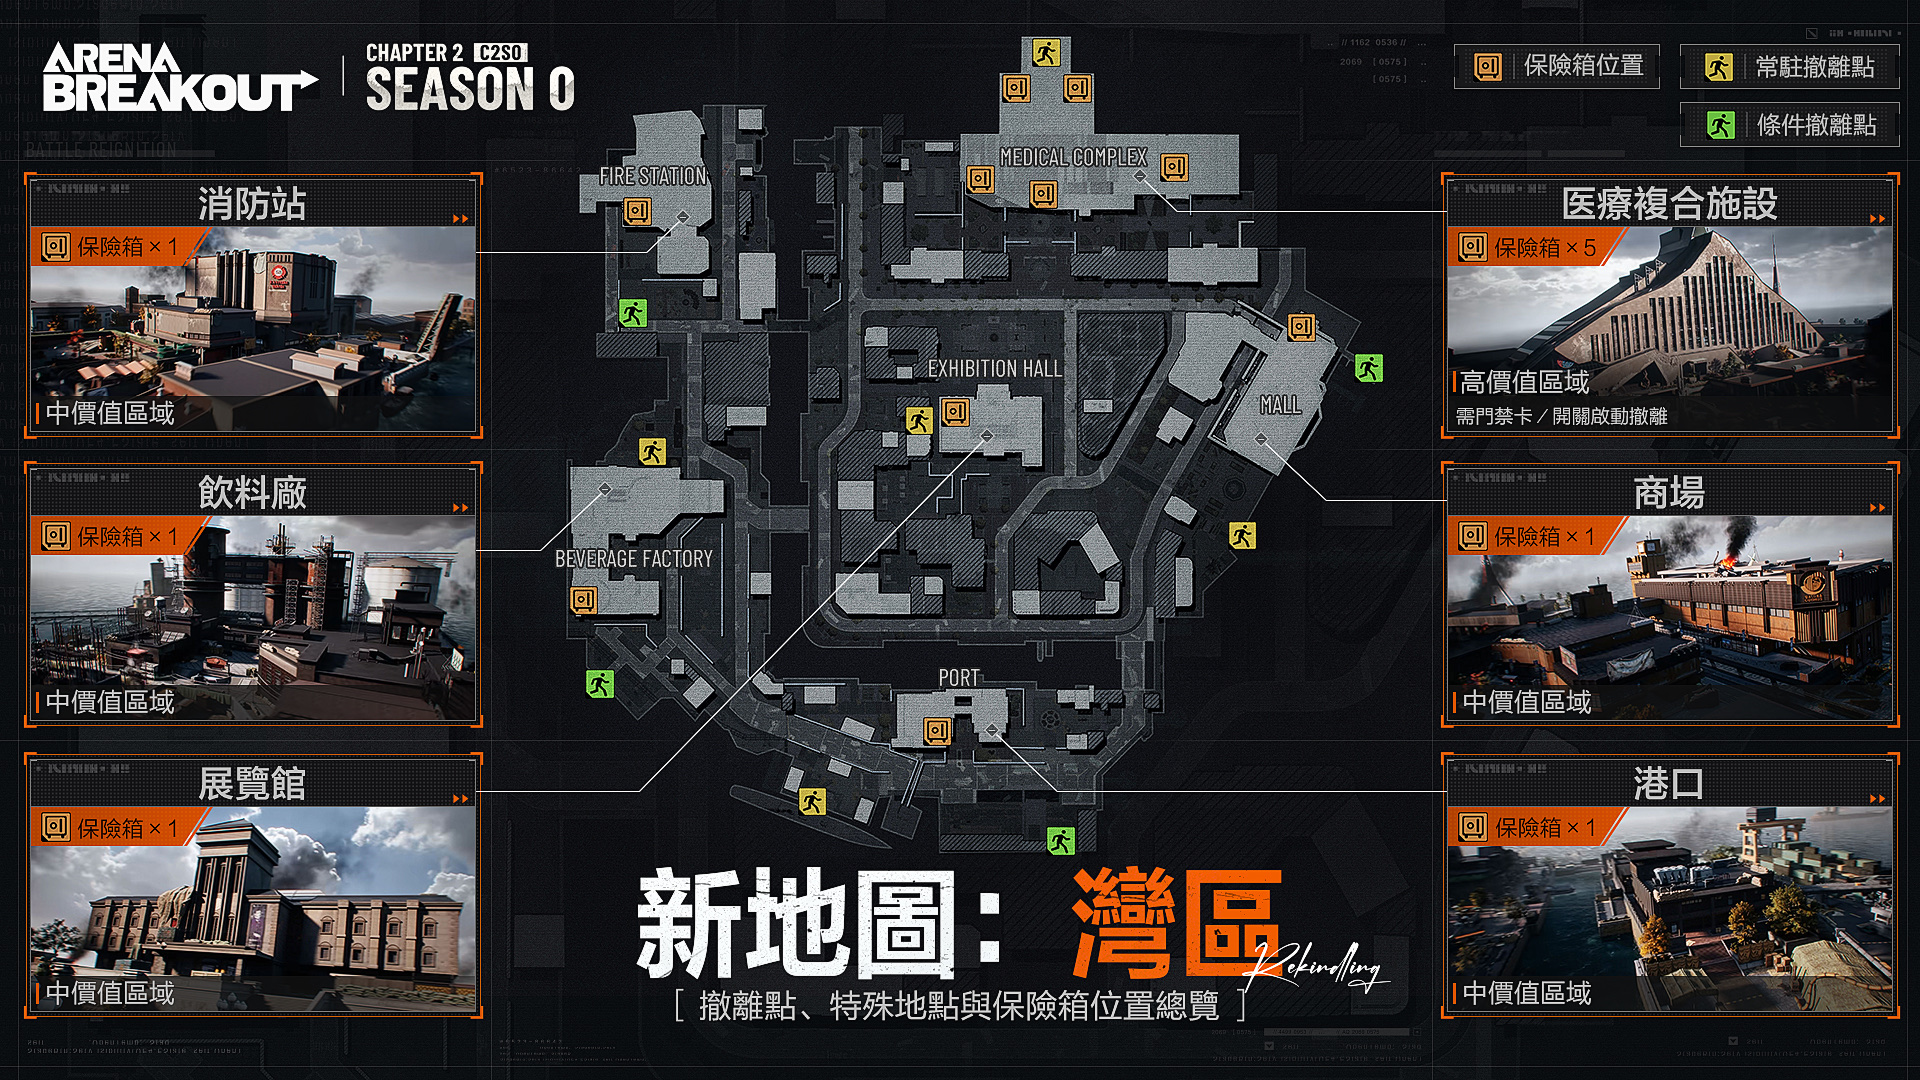 ARENA
BREAKOUT
CHAPTER 2 C2S0
SEASON 0
BATTLE REIGNITION
保險箱位置
常駐撤離點
條件撤離點
// 1162 0536 //
2069 [ 0575 ]
[ 0575 ]
消防站
保險箱 × 1
中價值區域
飲料廠
保險箱 × 1
中價值區域
展覽館
保險箱 × 1
中價值區域
FIRE STATION
MEDICAL COMPLEX
EXHIBITION HALL
MALL
BEVERAGE FACTORY
PORT
医療複合施設
保險箱 × 5
高價值區域
需門禁卡 / 開關啟動撤離
商場
保險箱 × 1
中價值區域
港口
保險箱 × 1
中價值區域
新地圖：灣區
Rekindling
[ 撤離點、特殊地點與保險箱位置總覽 ]